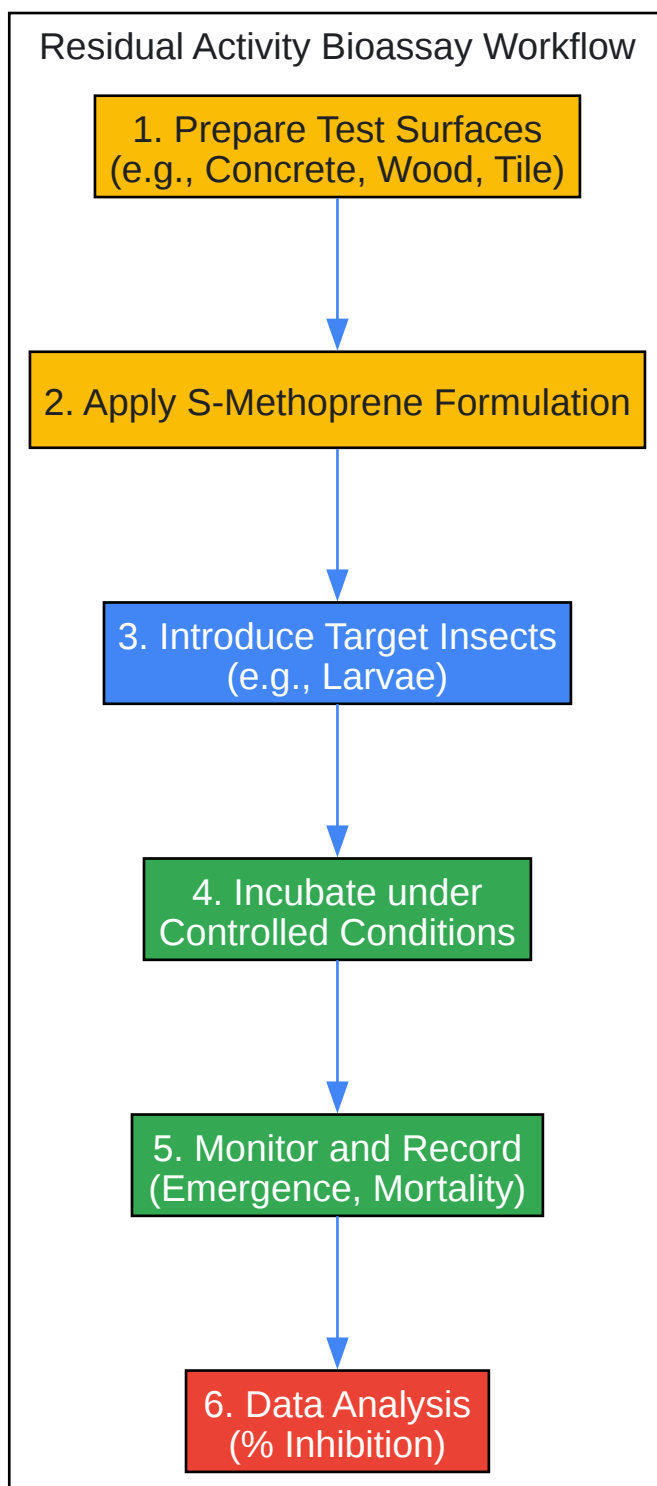 Residual Activity Bioassay Workflow
1. Prepare Test Surfaces
(e.g., Concrete, Wood, Tile)
2. Apply S-Methoprene Formulation
3. Introduce Target Insects
(e.g., Larvae)
4. Incubate under
Controlled Conditions
5. Monitor and Record
(Emergence, Mortality)
6. Data Analysis
(% Inhibition)